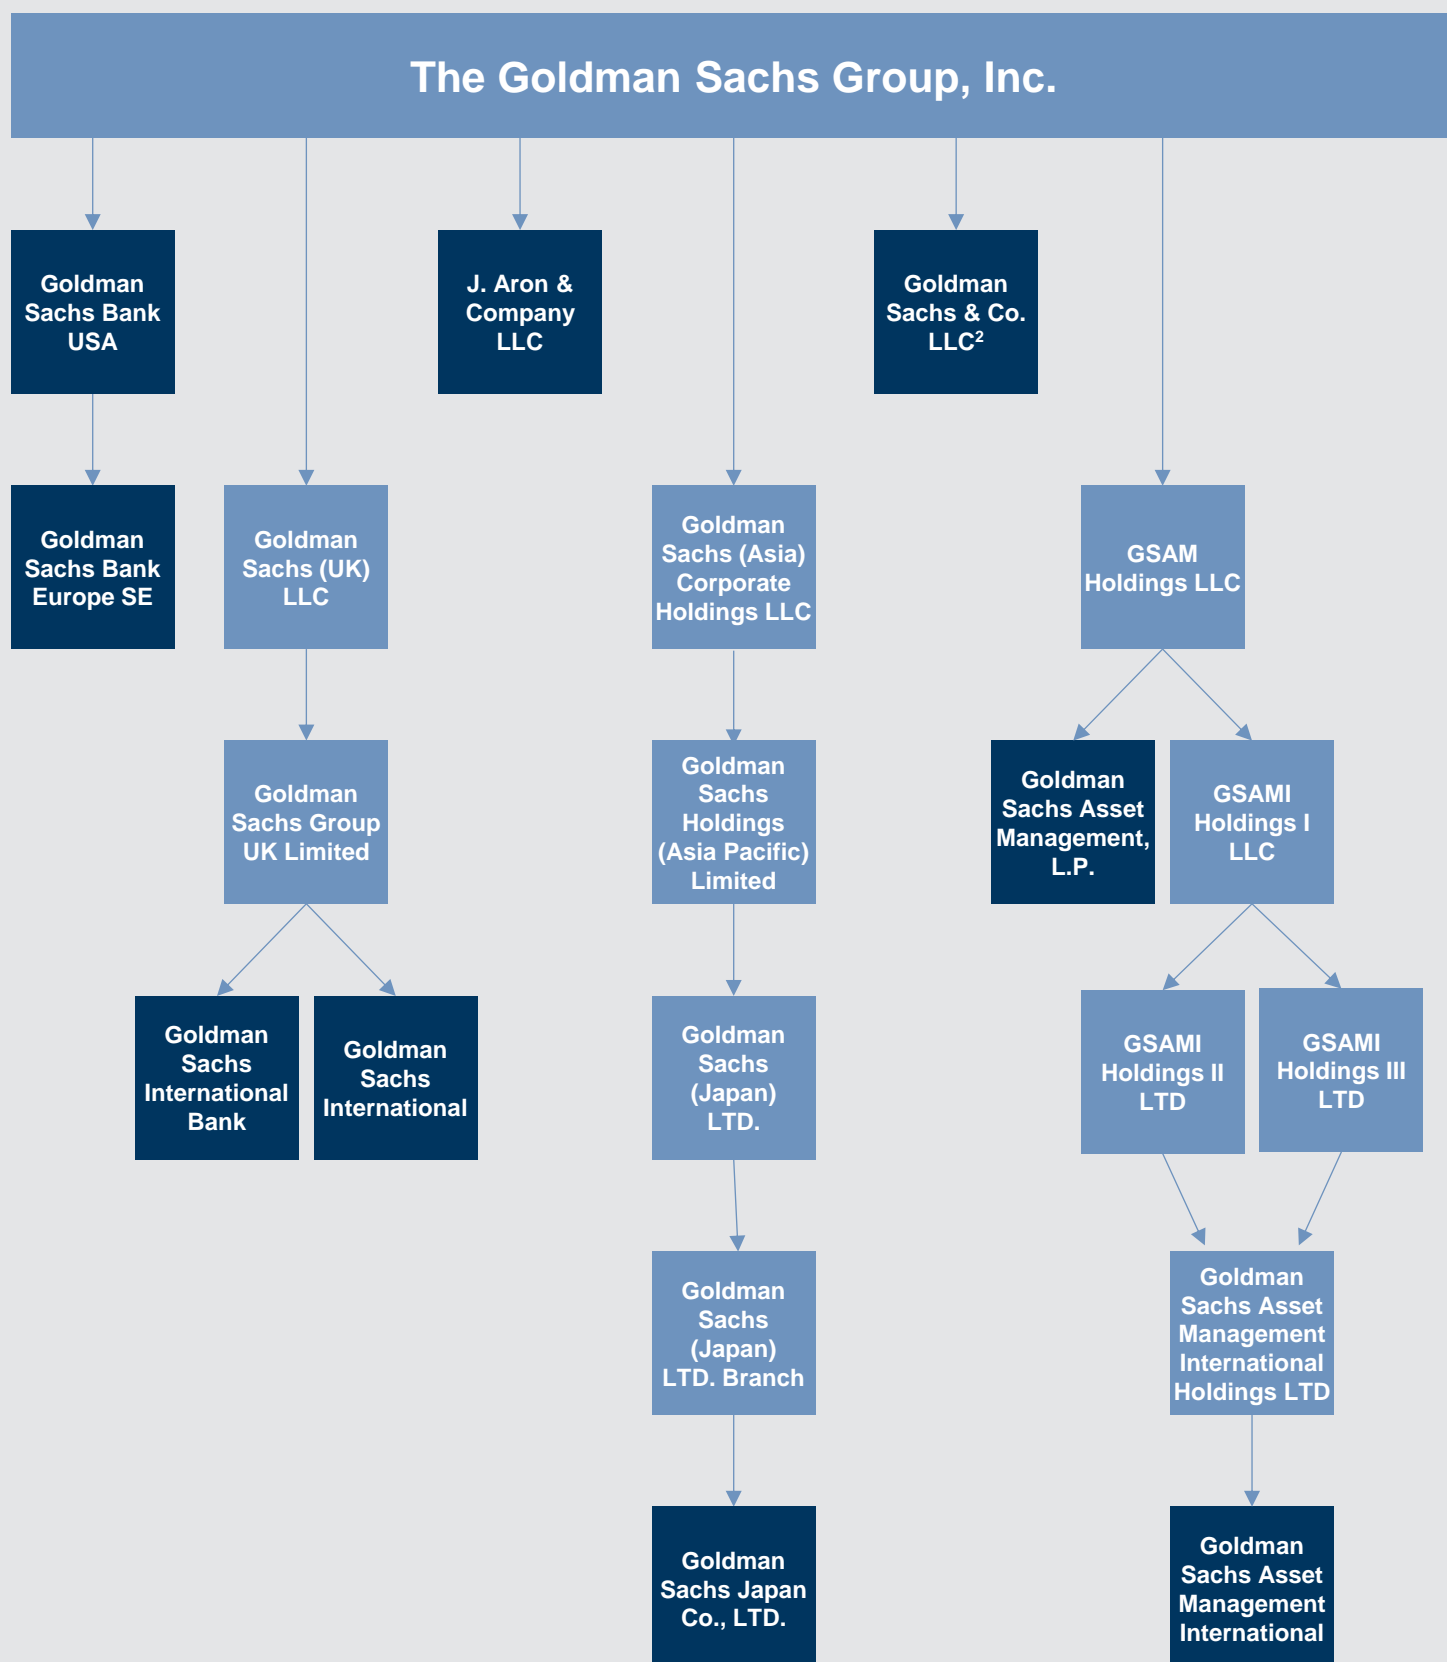 The Goldman Sachs Group, Inc.
Goldman
Sachs Bank
USA
J. Aron &
Company
LLC
Goldman
Sachs & Co.
LLC²
Goldman
Sachs Bank
Europe SE
Goldman
Sachs (UK)
LLC
Goldman
Sachs (Asia)
Corporate
Holdings LLC
GSAM
Holdings LLC
Goldman
Sachs Group
UK Limited
Goldman
Sachs
Holdings
(Asia Pacific)
Limited
Goldman
Sachs Asset
Management,
L.P.
GSAMI
Holdings I
LLC
Goldman
Sachs
International
Bank
Goldman
Sachs
International
Goldman
Sachs
(Japan)
LTD.
GSAMI
Holdings II
LTD
GSAMI
Holdings III
LTD
Goldman
Sachs
(Japan)
LTD. Branch
Goldman
Sachs Asset
Management
International
Holdings LTD
Goldman
Sachs Japan
Co., LTD.
Goldman
Sachs Asset
Management
International